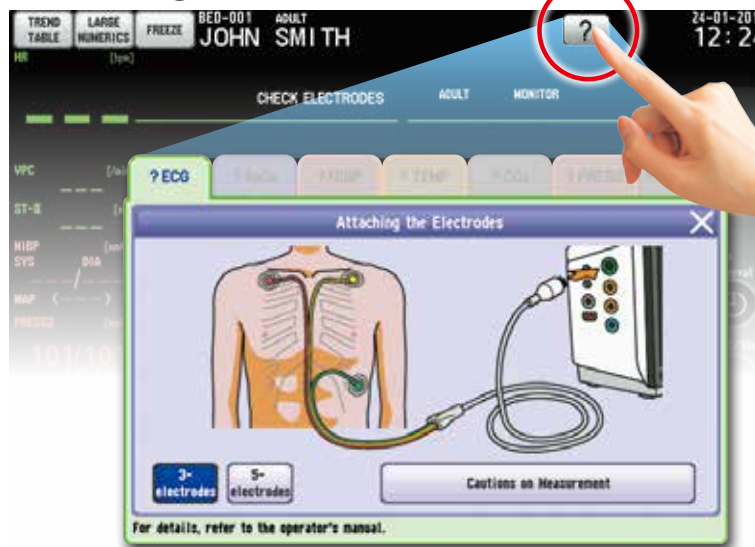 TREND TABLE
LARGE NUMERICS
FREEZE
BED-001 ADULT
JOHN SMITH
?
12:24
HR
CHECK ELECTRODES
ADULT
MONITOR
VPC
NIBP
SYS DIA
MAP ( )
? ECG
Attaching the Electrodes
3-electrodes
5-electrodes
Cautions on Measurement
For details, refer to the operator's manual.